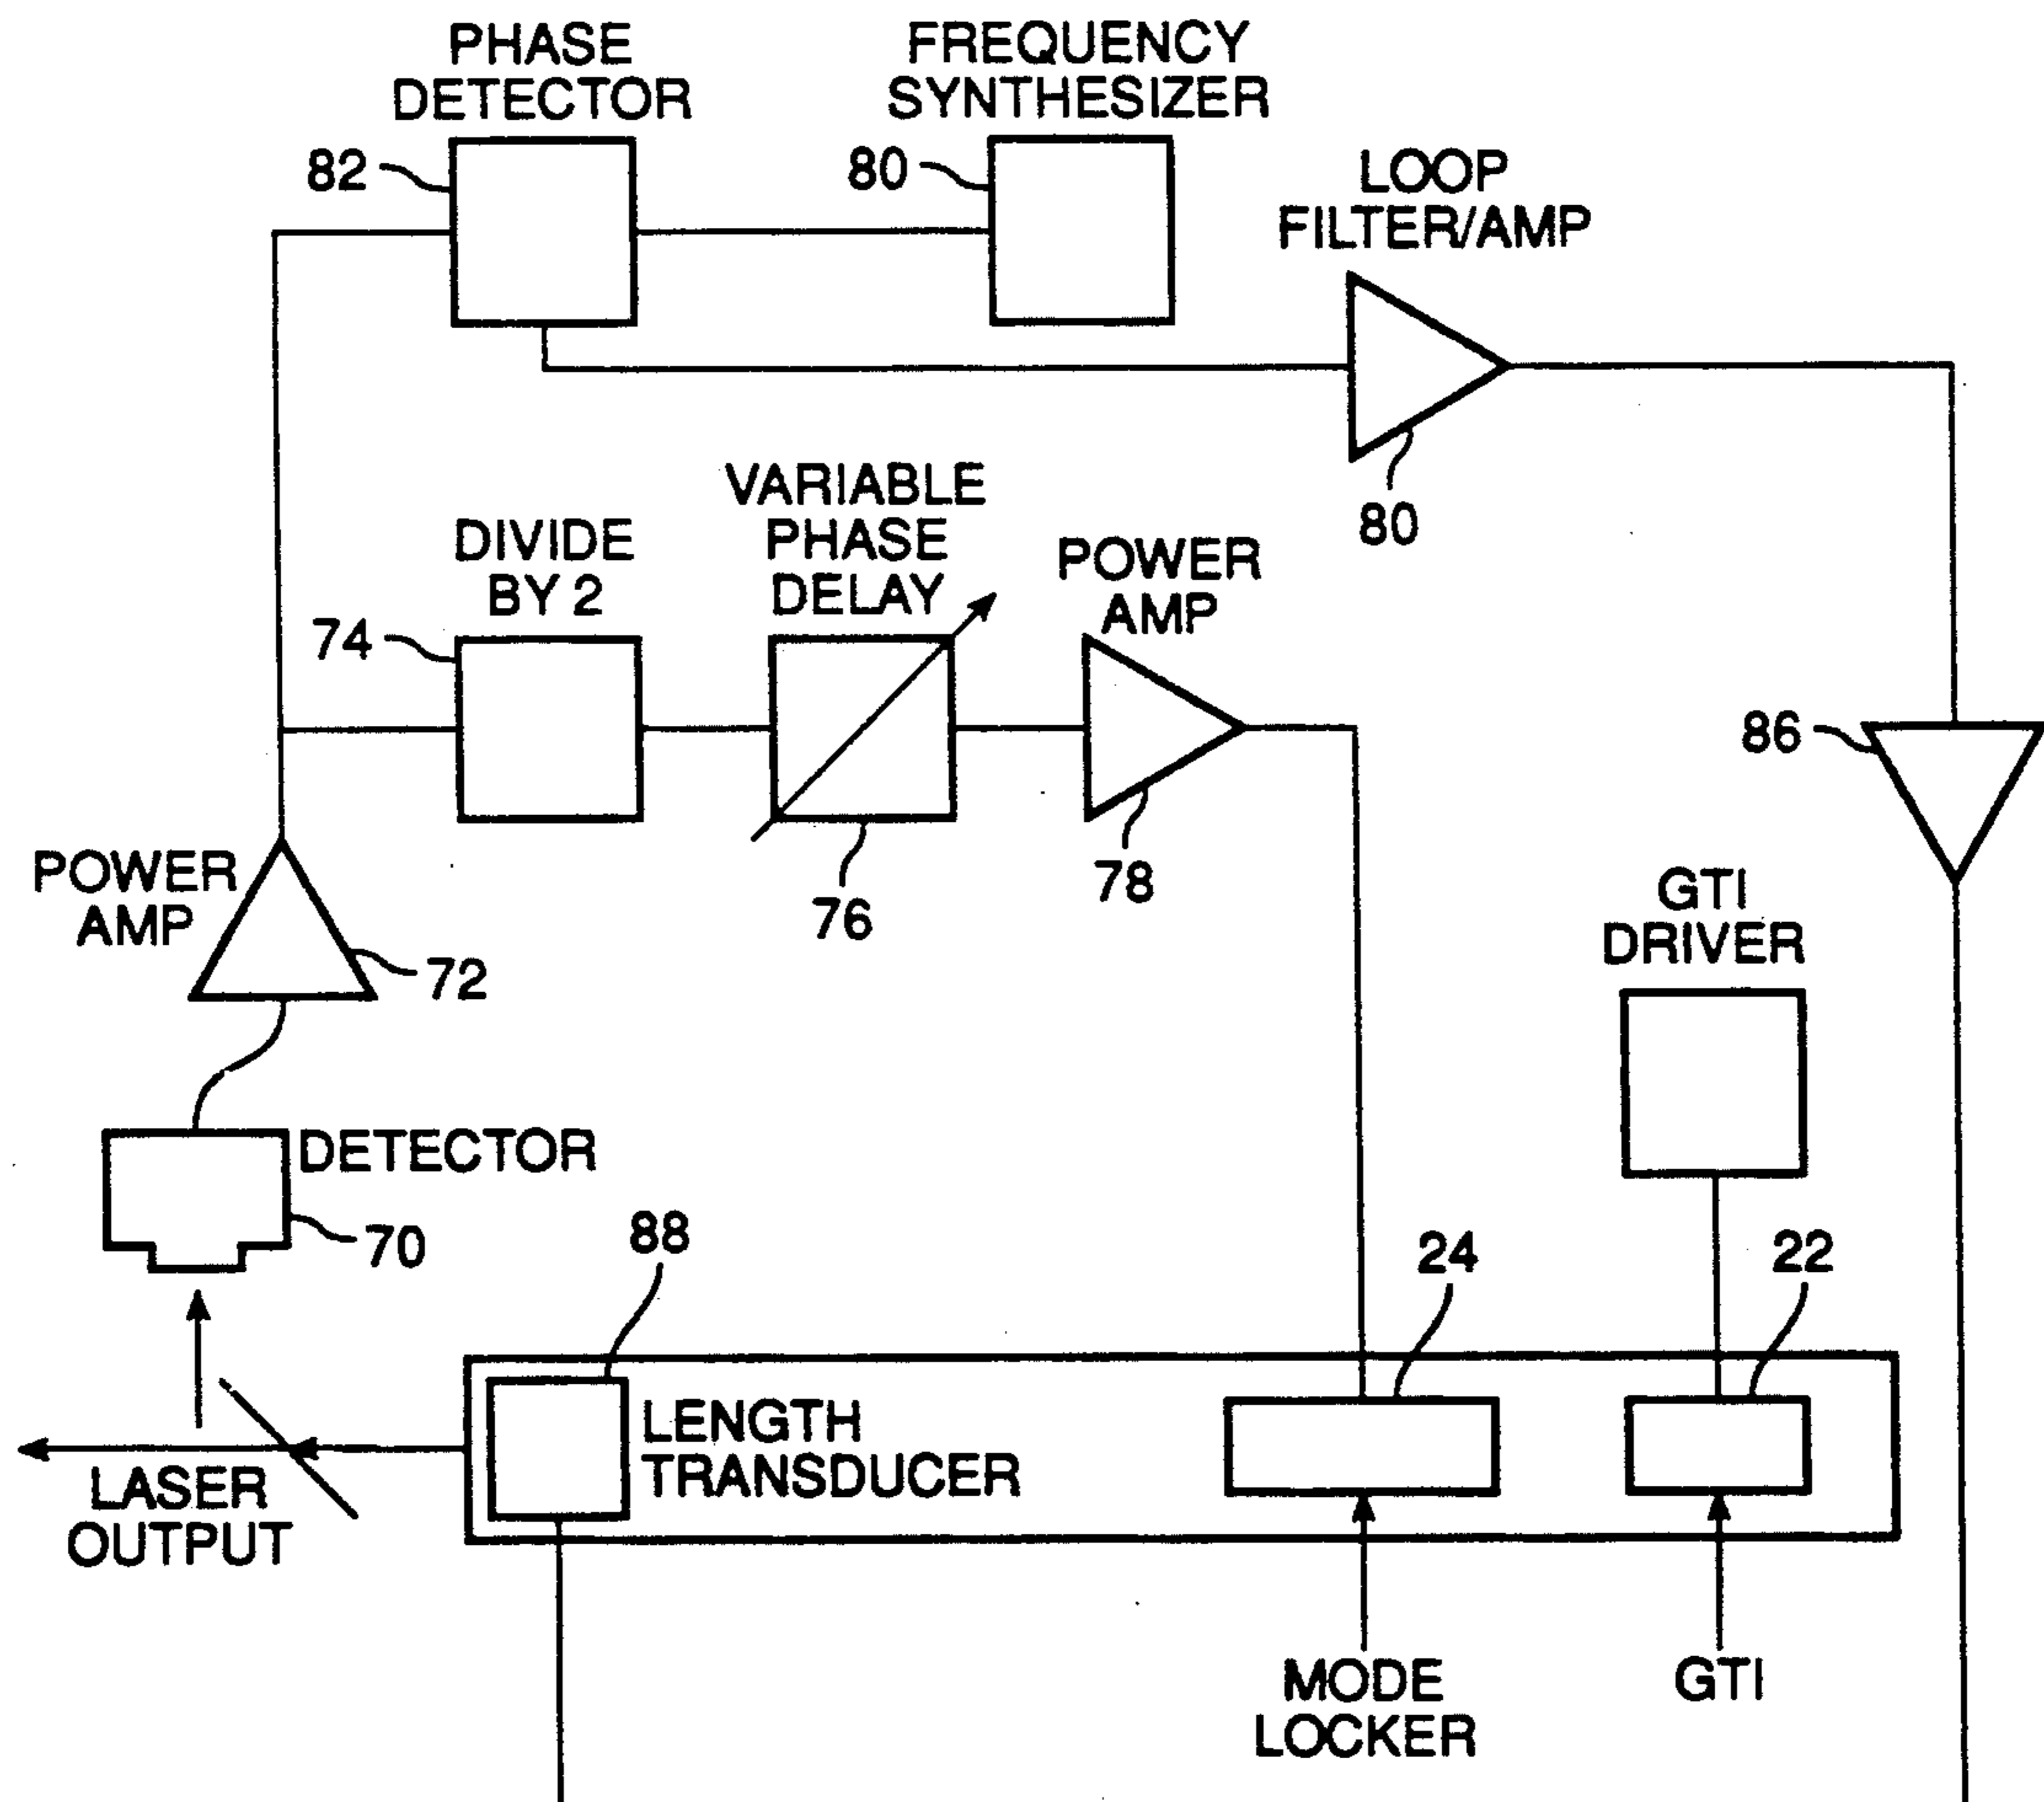 PHASE
DETECTOR
FREQUENCY
SYNTHESIZER
82
80
LOOP
FILTER/AMP
80
VARIABLE
PHASE
DELAY
DIVIDE
BY 2
POWER
AMP
74
86
78
76
POWER
AMP
72
GTI
DRIVER
DETECTOR
70
88
24
22
LENGTH
TRANSDUCER
LASER
OUTPUT
MODE
LOCKER
GTI